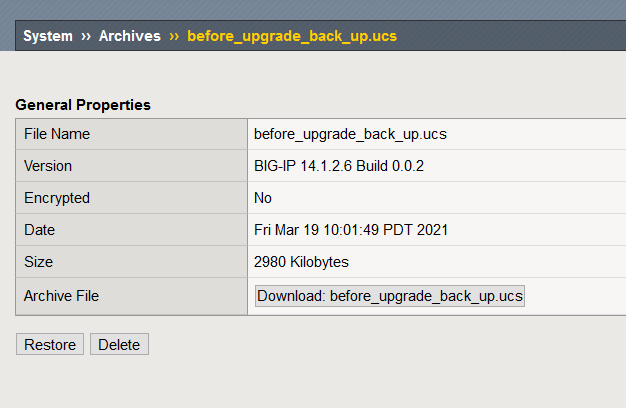 System ›› Archives ›› before_upgrade_back_up.ucs
General Properties
File Name before_upgrade_back_up.ucs
Version BIG-IP 14.1.2.6 Build 0.0.2
Encrypted No
Date Fri Mar 19 10:01:49 PDT 2021
Size 2980 Kilobytes
Archive File Download: before_upgrade_back_up.ucs
Restore Delete